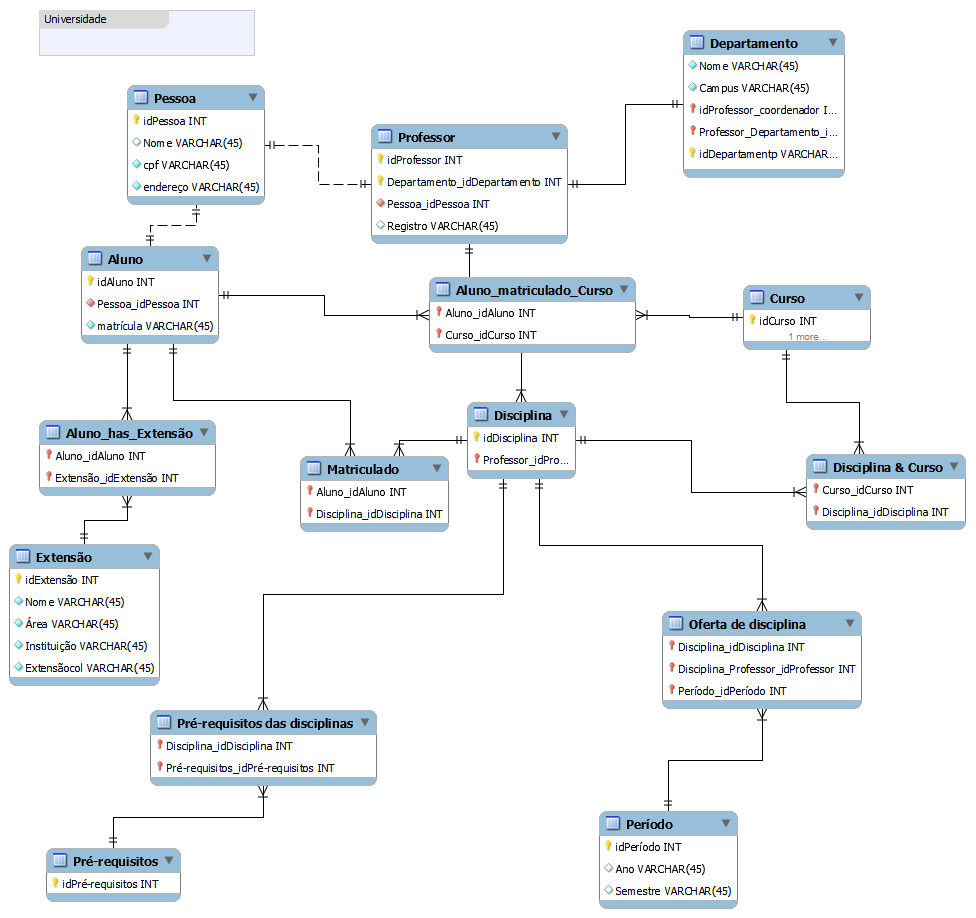 Universidade
Departamento
Nome VARCHAR(45)
Campus VARCHAR(45)
idProfessor_coordenador I...
Professor_Departamento_i...
idDepartamentp VARCHAR...
Pessoa
idPessoa INT
Nome VARCHAR(45)
cpf VARCHAR(45)
endereço VARCHAR(45)
Professor
idProfessor INT
Departamento_idDepartamento INT
Pessoa_idPessoa INT
Registro VARCHAR(45)
Aluno
idAluno INT
Pessoa_idPessoa INT
matrícula VARCHAR(45)
Aluno_matriculado_Curso
Aluno_idAluno INT
Curso_idCurso INT
Curso
idCurso INT
1 more...
Aluno_has_Extensão
Aluno_idAluno INT
Extensão_idExtensão INT
Matriculado
Aluno_idAluno INT
Disciplina_idDisciplina INT
Disciplina
idDisciplina INT
Professor_idPro...
Disciplina & Curso
Curso_idCurso INT
Disciplina_idDisciplina INT
Extensão
idExtensão INT
Nome VARCHAR(45)
Área VARCHAR(45)
Instituição VARCHAR(45)
Extensãocol VARCHAR(45)
Oferta de disciplina
Disciplina_idDisciplina INT
Disciplina_Professor_idProfessor INT
Período_idPeríodo INT
Pré-requisitos das disciplinas
Disciplina_idDisciplina INT
Pré-requisitos_idPré-requisitos INT
Período
idPeríodo INT
Ano VARCHAR(45)
Semestre VARCHAR(45)
Pré-requisitos
idPré-requisitos INT